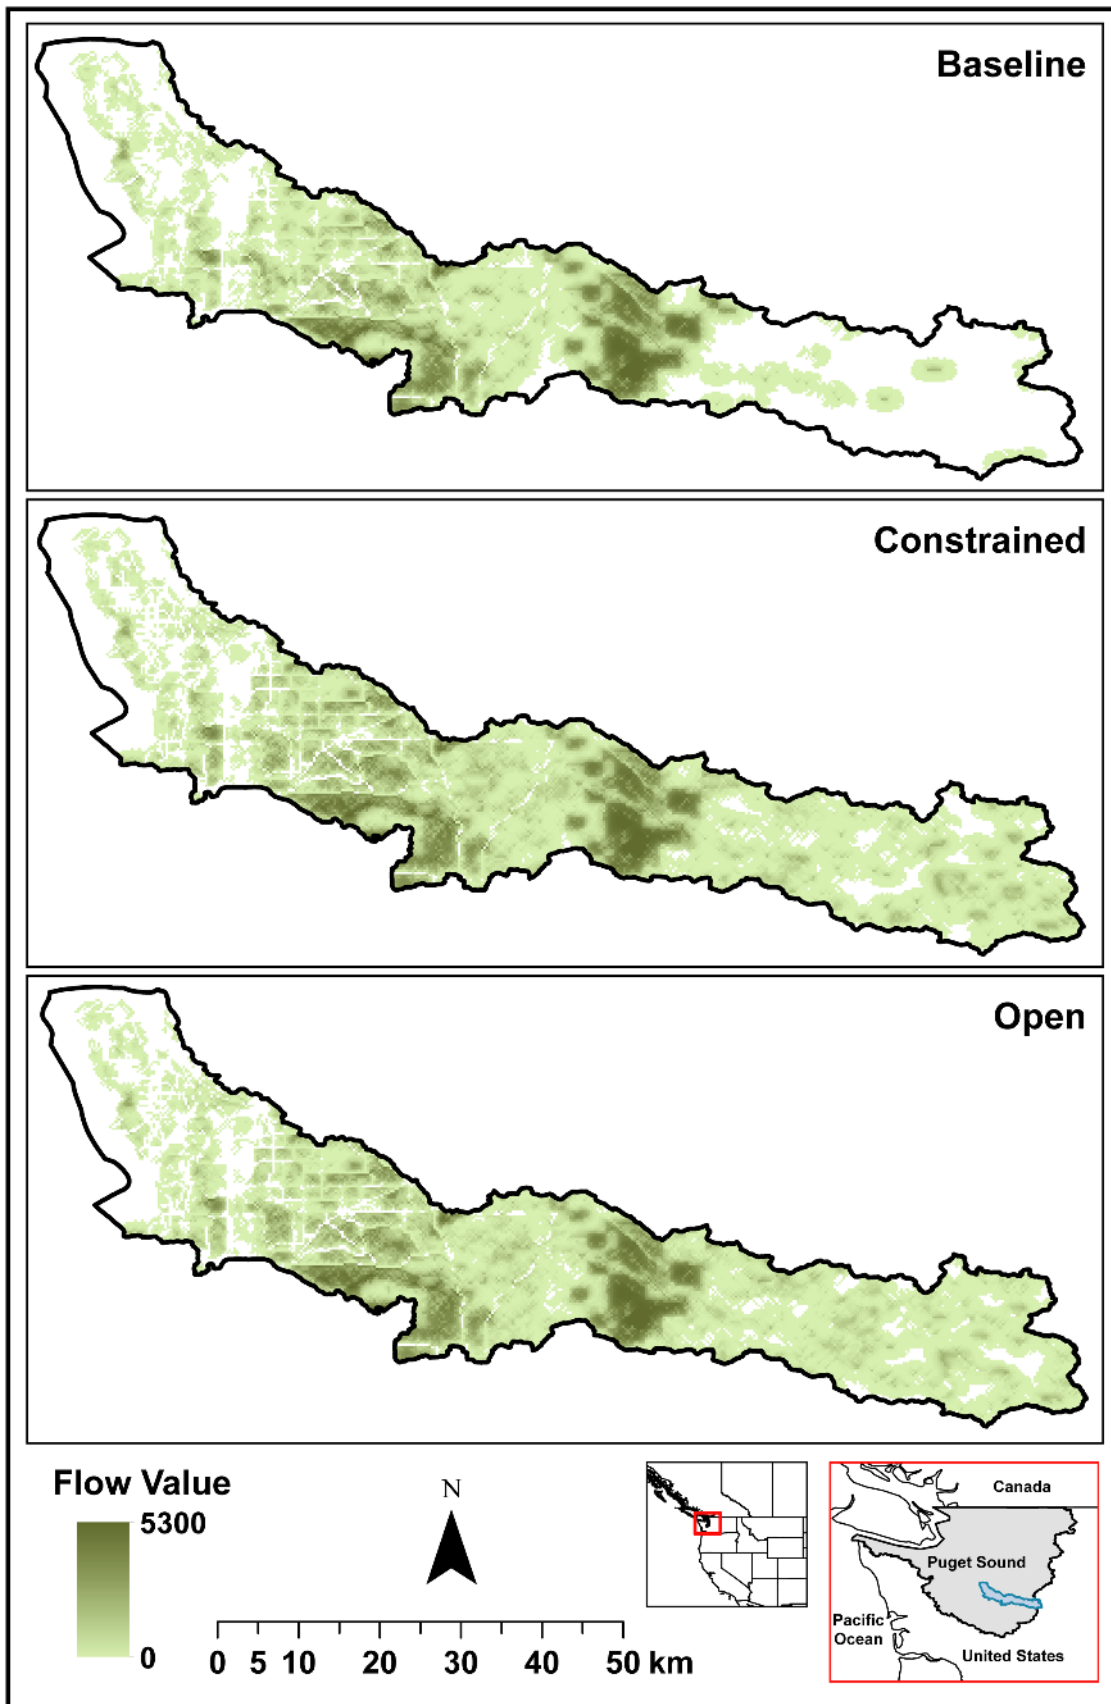 Baseline
Constrained
Open
Flow Value
5300
0
N
0 5 10 20 30 40 50 km
Canada
Puget Sound
Pacific
Ocean
United States